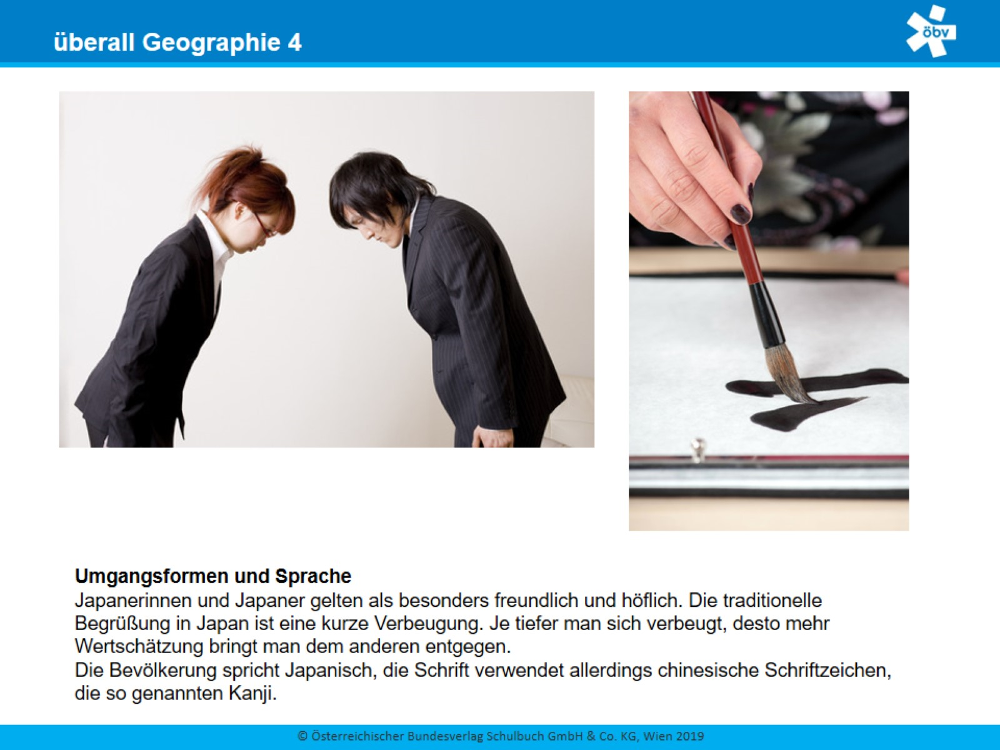 überall Geographie 4
öbv
Umgangsformen und Sprache
Japanerinnen und Japaner gelten als besonders freundlich und höflich. Die traditionelle
Begrüßung in Japan ist eine kurze Verbeugung. Je tiefer man sich verbeugt, desto mehr
Wertschätzung bringt man dem anderen entgegen.
Die Bevölkerung spricht Japanisch, die Schrift verwendet allerdings chinesische Schriftzeichen,
die so genannten Kanji.
© Österreichischer Bundesverlag Schulbuch GmbH & Co. KG, Wien 2019